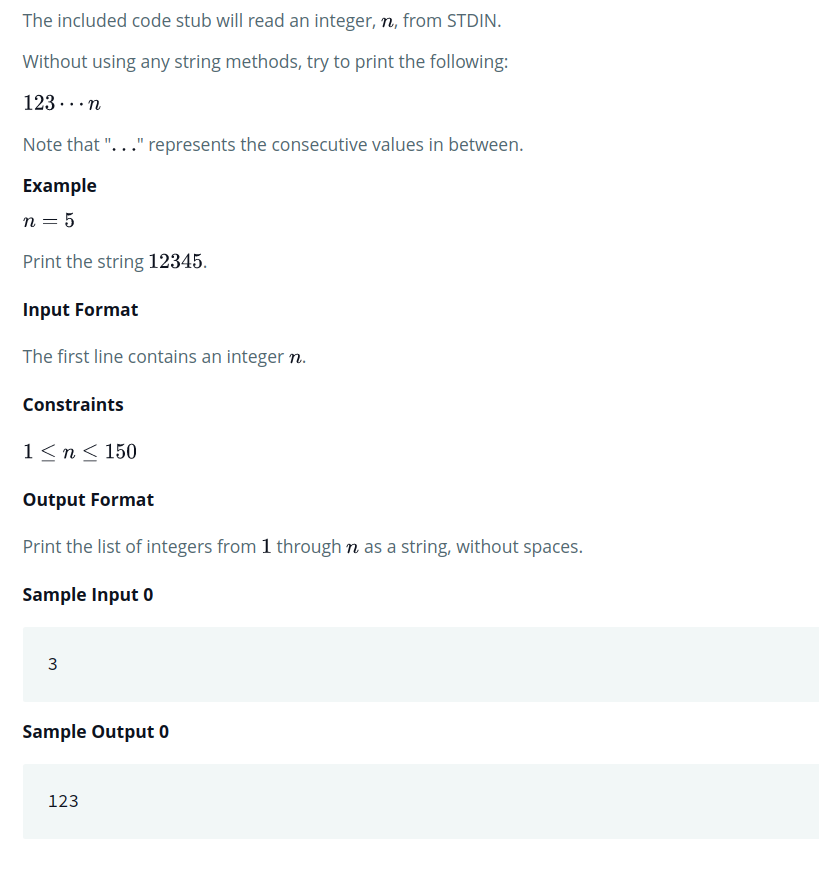 The included code stub will read an integer, n, from STDIN.
Without using any string methods, try to print the following:
123···n
Note that "..." represents the consecutive values in between.
Example
n = 5
Print the string 12345.
Input Format
The first line contains an integer n.
Constraints
1 ≤ n ≤ 150
Output Format
Print the list of integers from 1 through n as a string, without spaces.
Sample Input 0
3
Sample Output 0
123